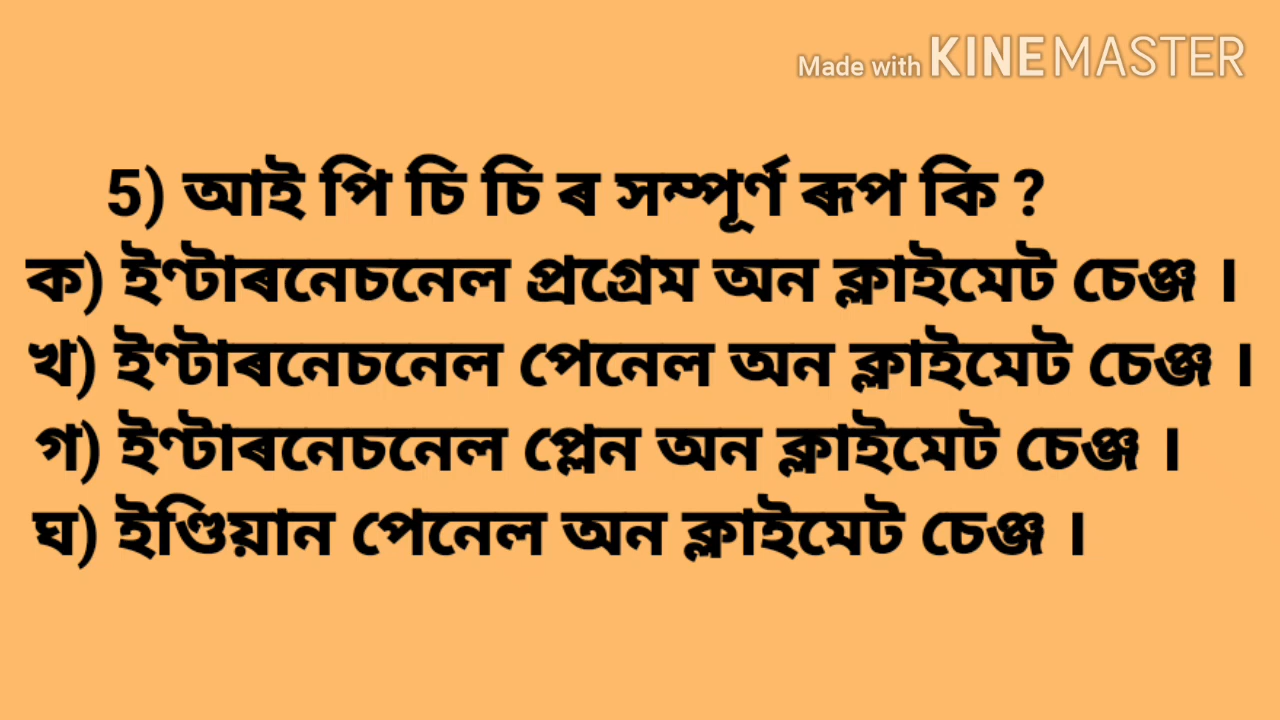 Made with KINEMASTER
5) আই পি চি চি ৰ সম্পূৰ্ণ ৰূপ কি ?
ক) ইণ্টাৰনেচনেল প্ৰগ্ৰেম অন ক্লাইমেট চেঞ্জ ।
খ) ইণ্টাৰনেচনেল পেনেল অন ক্লাইমেট চেঞ্জ ।
গ) ইণ্টাৰনেচনেল প্লেন অন ক্লাইমেট চেঞ্জ ।
ঘ) ইণ্ডিয়ান পেনেল অন ক্লাইমেট চেঞ্জ ।